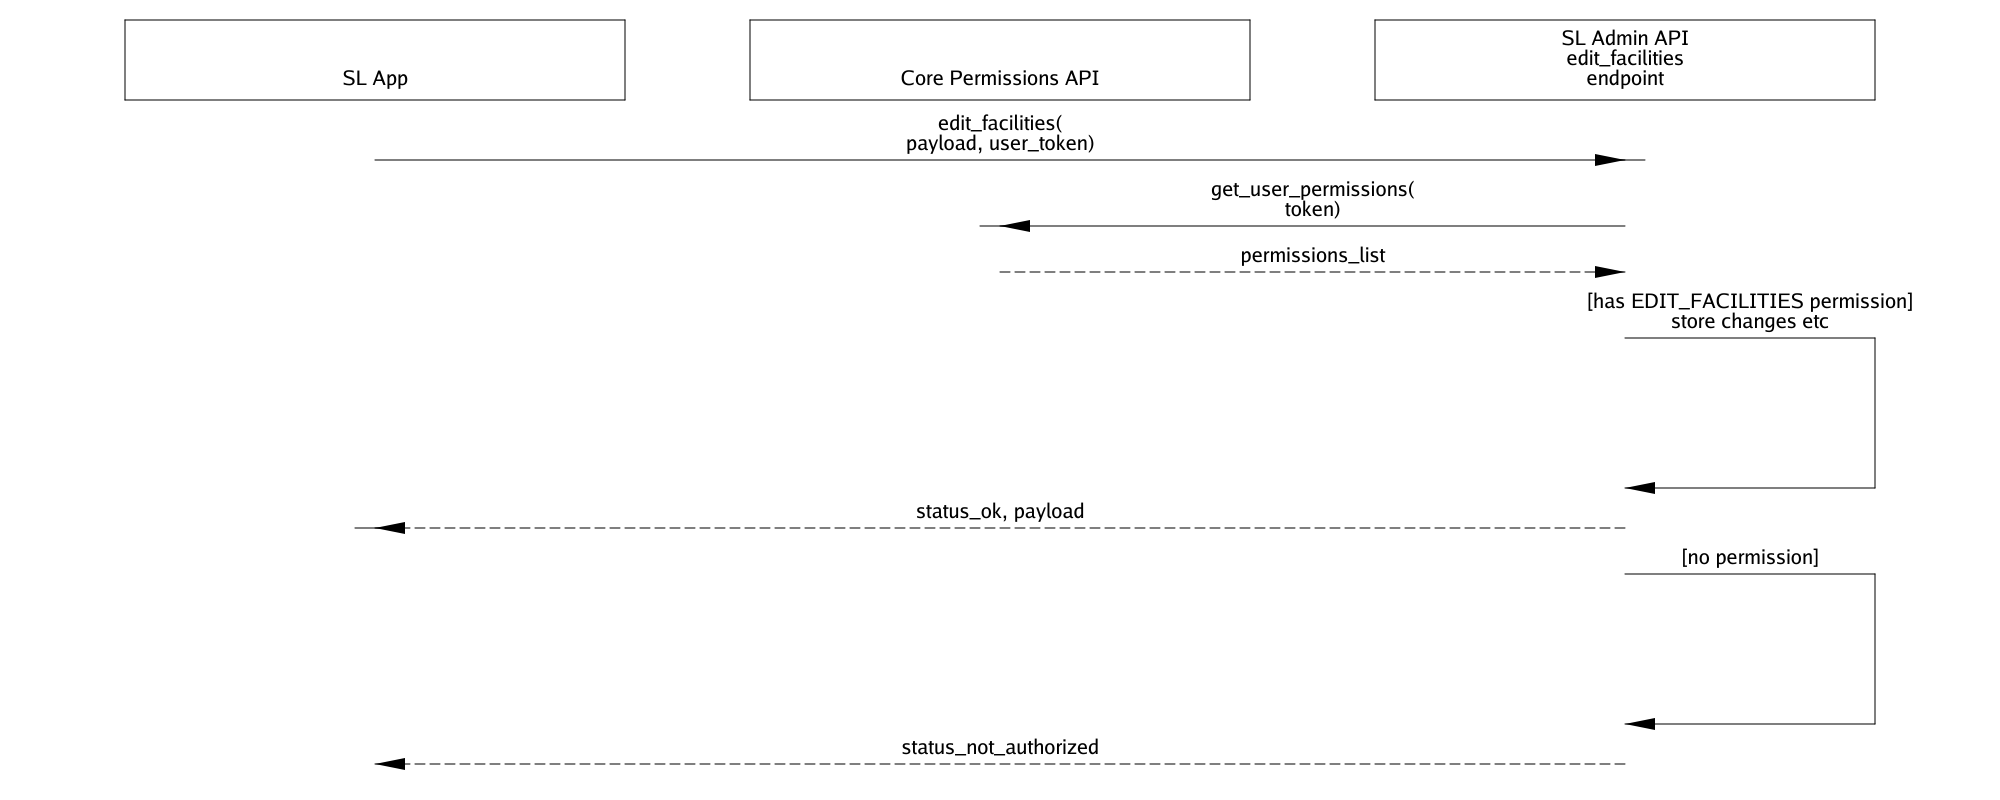 SL App
Core Permissions API
SL Admin API
edit_facilities
endpoint
edit_facilities(
payload, user_token)
get_user_permissions(
token)
permissions_list
[has EDIT_FACILITIES permission]
store changes etc
status_ok, payload
[no permission]
status_not_authorized